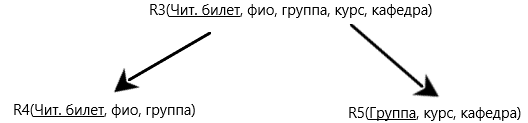 R3(Чит. билет, фио, группа, курс, кафедра)
R4(Чит. билет, фио, группа)
R5(Группа, курс, кафедра)